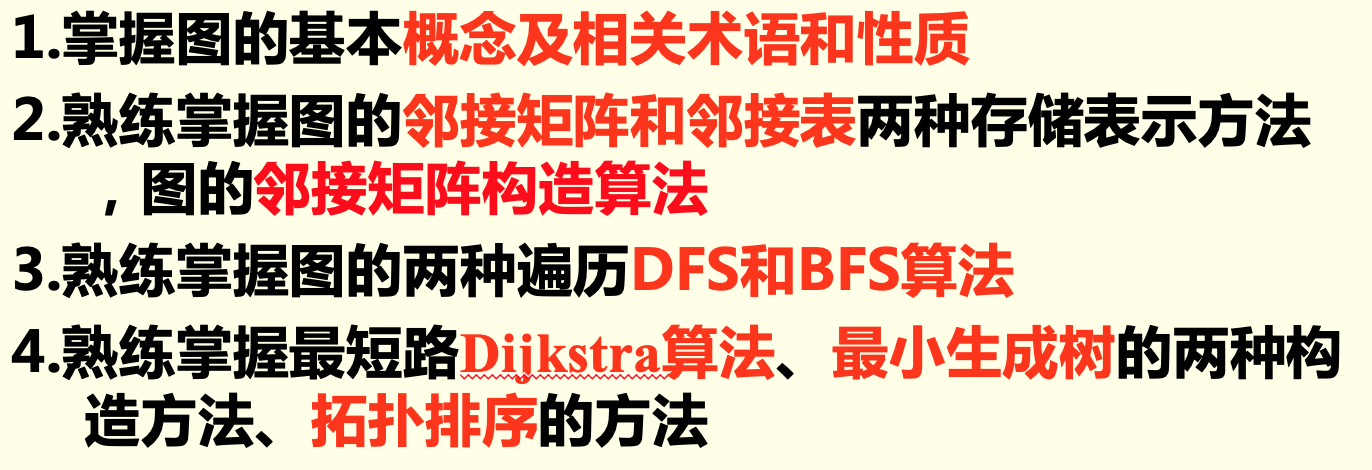 1.掌握图的基本概念及相关术语和性质
2.熟练掌握图的邻接矩阵和邻接表两种存储表示方法
，图的邻接矩阵构造算法
3.熟练掌握图的两种遍历DFS和BFS算法
4.熟练掌握最短路Dijkstra算法、最小生成树的两种构
造方法、拓扑排序的方法